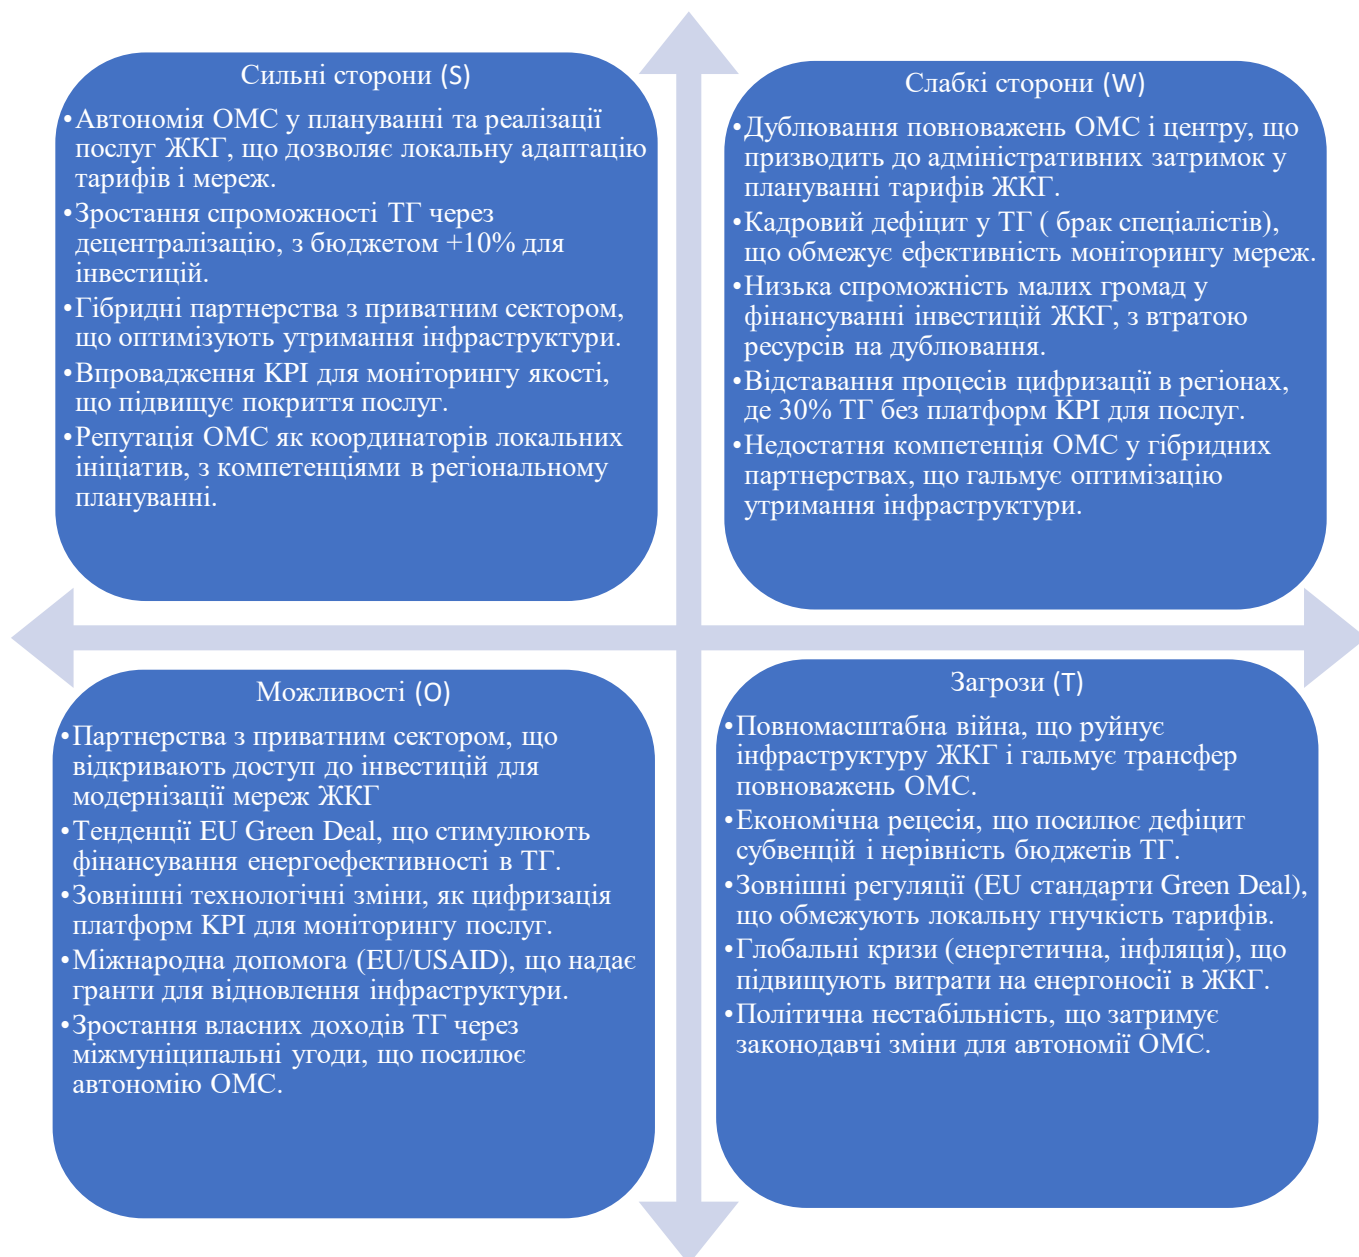 Сильні сторони (S)
•Автономія ОМС у плануванні та реалізації
послуг ЖКГ, що дозволяє локальну адаптацію
тарифів і мереж.
•Зростання спроможності ТГ через
децентралізацію, з бюджетом +10% для
інвестицій.
•Гібридні партнерства з приватним сектором,
що оптимізують утримання інфраструктури.
•Впровадження KPI для моніторингу якості,
що підвищує покриття послуг.
•Репутація ОМС як координаторів локальних
ініціатив, з компетенціями в регіональному
плануванні.
Слабкі сторони (W)
•Дублювання повноважень ОМС і центру, що
призводить до адміністративних затримок у
плануванні тарифів ЖКГ.
•Кадровий дефіцит у ТГ ( брак спеціалістів),
що обмежує ефективність моніторингу мереж.
•Низька спроможність малих громад у
фінансуванні інвестицій ЖКГ, з втратою
ресурсів на дублювання.
•Відставання процесів цифризації в регіонах,
де 30% ТГ без платформ KPI для послуг.
•Недостатня компетенція ОМС у гібридних
партнерствах, що гальмує оптимізацію
утримання інфраструктури.
Можливості (O)
•Партнерства з приватним сектором, що
відкривають доступ до інвестицій для
модернізації мереж ЖКГ
•Тенденції EU Green Deal, що стимулюють
фінансування енергоефективності в ТГ.
•Зовнішні технологічні зміни, як цифризація
платформ KPI для моніторингу послуг.
•Міжнародна допомога (EU/USAID), що надає
гранти для відновлення інфраструктури.
•Зростання власних доходів ТГ через
міжмуніципальні угоди, що посилює
автономію ОМС.
Загрози (T)
•Повномасштабна війна, що руйнує
інфраструктуру ЖКГ і гальмує трансфер
повноважень ОМС.
•Економічна рецесія, що посилює дефіцит
субвенцій і нерівність бюджетів ТГ.
•Зовнішні регуляції (EU стандарти Green Deal),
що обмежують локальну гнучкість тарифів.
•Глобальні кризи (енергетична, інфляція), що
підвищують витрати на енергоносії в ЖКГ.
•Політична нестабільність, що затримує
законодавчі зміни для автономії ОМС.